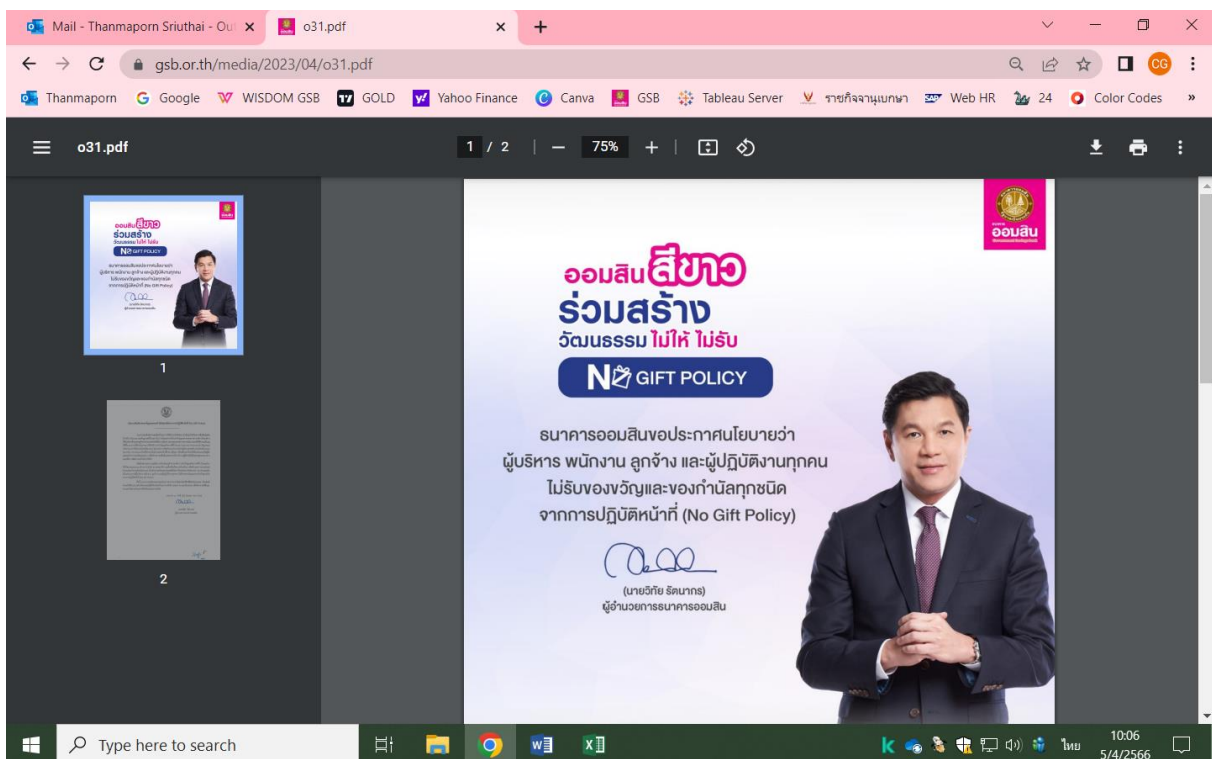 Mail - Thanmaporn Sriuthai - Out
o31.pdf
gsb.or.th/media/2023/04/o31.pdf
CG
Thanmaporn Google WISDOM GSB GOLD Yahoo Finance Canva GSB Tableau Server ราชกิจจานุเบกษา Web HR 24 Color Codes »
o31.pdf
1 / 2
75%
ออมสิน
ออมสินสีขาว
ร่วมสร้าง
วัฒนธรรม ไม่ให้ ไม่รับ
NO GIFT POLICY
ธนาคารออมสินขอประกาศนโยบายว่า
ผู้บริหาร พนักงาน ลูกจ้าง และผู้ปฏิบัติงานทุกคน
ไม่รับของขวัญและของกำนัลทุกชนิด
จากการปฏิบัติหน้าที่ (No Gift Policy)
(นายวิทัย รัตนากร)
ผู้อำนวยการธนาคารออมสิน
1
2
Type here to search
ไทย
10:06
5/4/2566